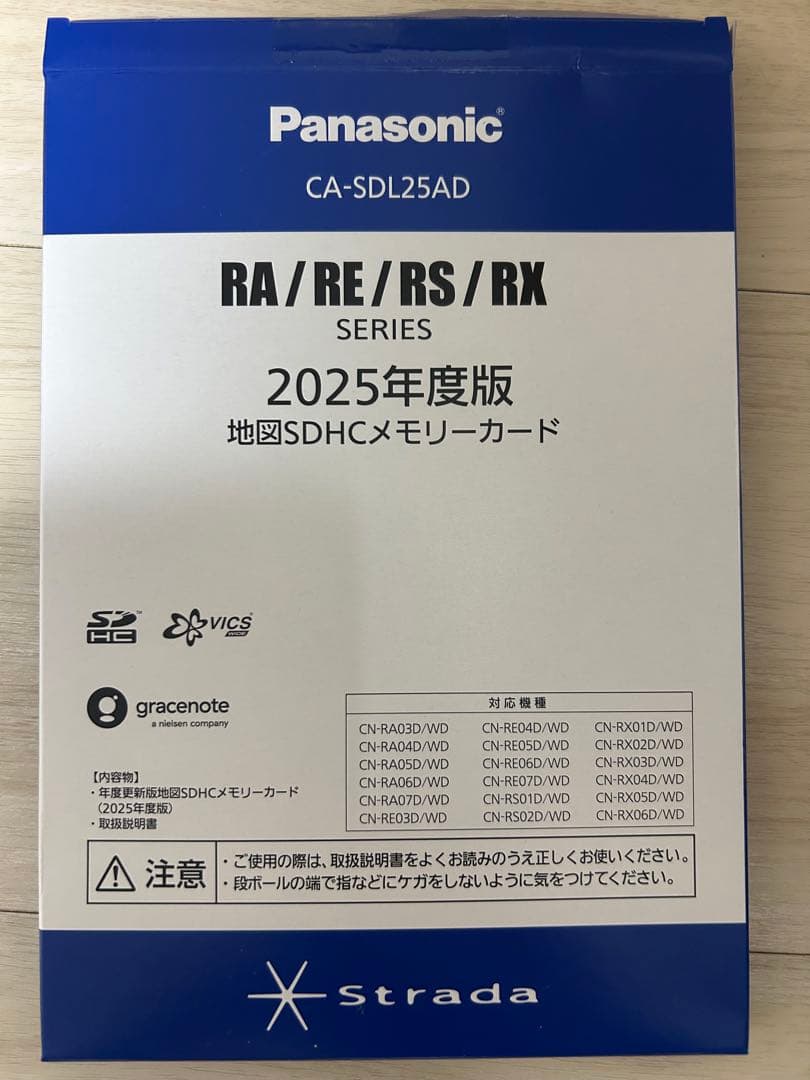 Panasonic®
CA-SDL25AD
RA/RE/RS/RX
SERIES
2025年度版
地図SDHCメモリーカード
SD HC™
VICS®
WIDE
gracenote
a nielsen company
【内容物】
・年度更新版地図SDHCメモリーカード
（2025年度版）
・取扱説明書
対応機種
CN-RA03D/WD CN-RE04D/WD CN-RX01D/WD
CN-RA04D/WD CN-RE05D/WD CN-RX02D/WD
CN-RA05D/WD CN-RE06D/WD CN-RX03D/WD
CN-RA06D/WD CN-RE07D/WD CN-RX04D/WD
CN-RA07D/WD CN-RS01D/WD CN-RX05D/WD
CN-RE03D/WD CN-RS02D/WD CN-RX06D/WD
注意
・ご使用の際は、取扱説明書をよくお読みのうえ正しくお使いください。
・段ボールの端で指などにケガをしないように気をつけてください。
Strada